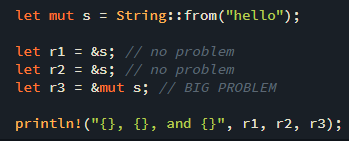 let mut s = String::from("hello");
let r1 = &s; // no problem
let r2 = &s; // no problem
let r3 = &mut s; // BIG PROBLEM
println!("{}, {}, and {}", r1, r2, r3);